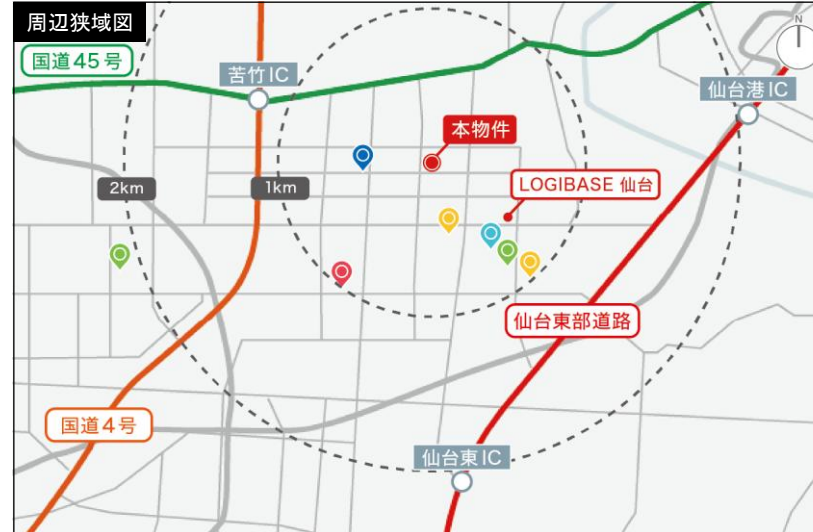 周辺狭域図
国道45号
苦竹IC
N
仙台港IC
本物件
2km
1km
LOGIBASE 仙台
仙台東部道路
国道4号
仙台東IC